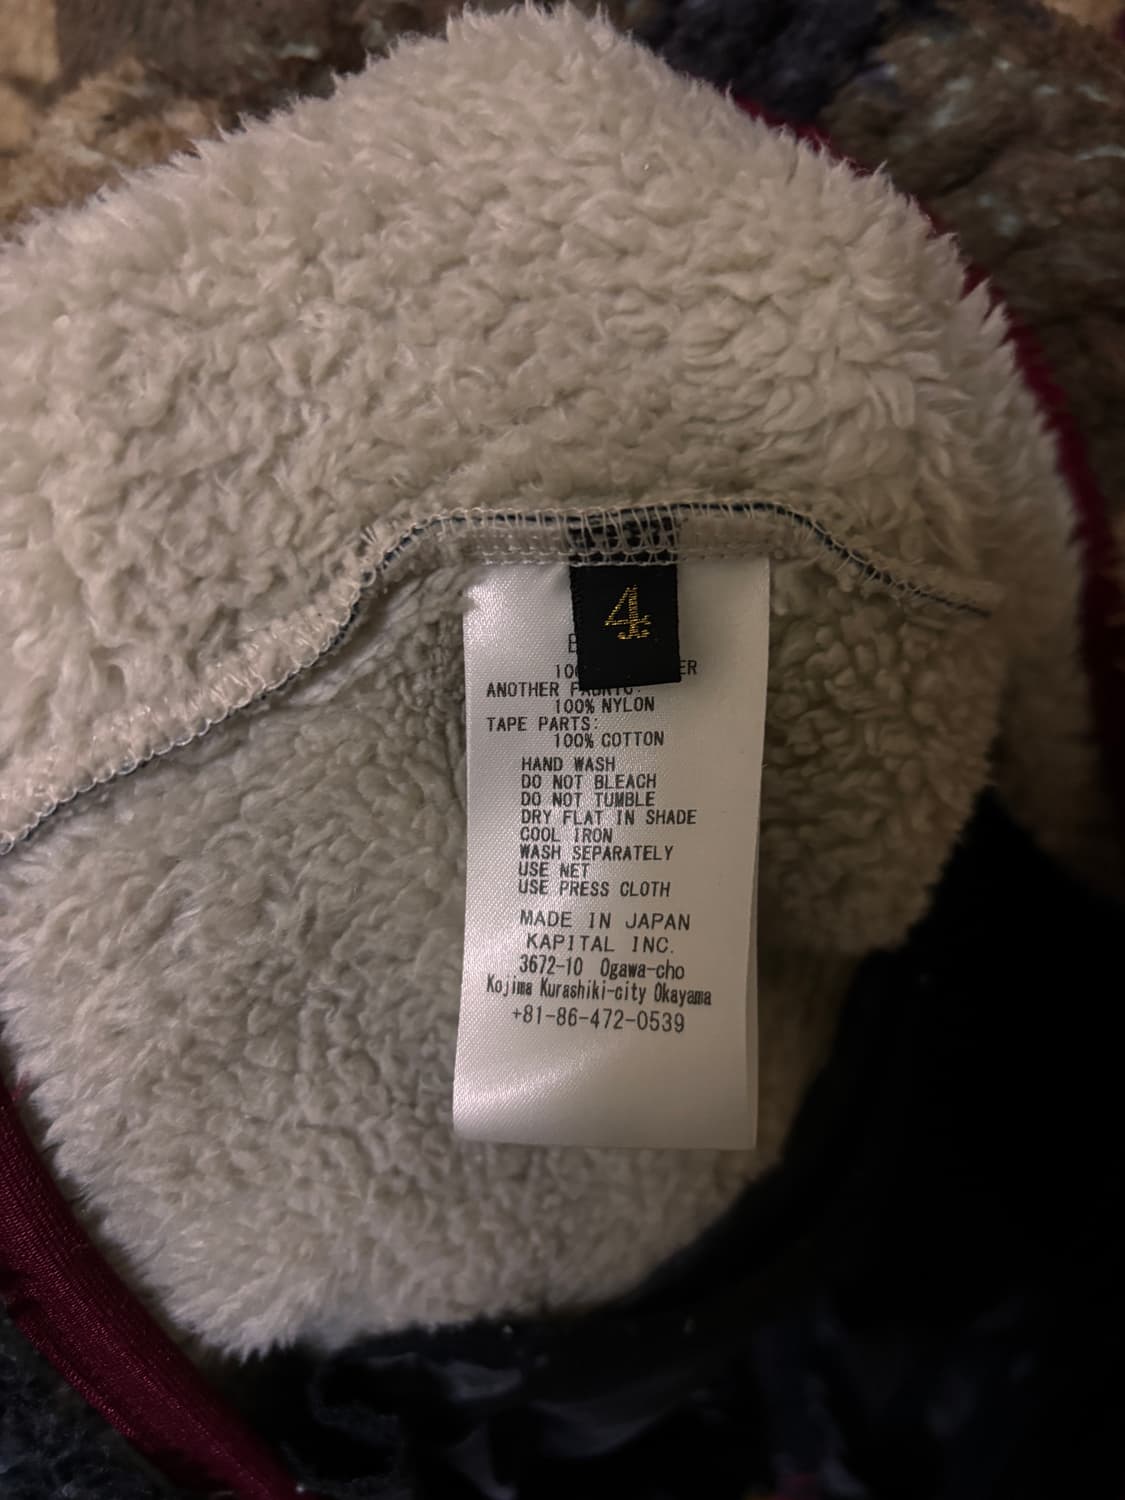 4
ANOTHER FABRIC:
100% NYLON
TAPE PARTS:
100% COTTON
HAND WASH
DO NOT BLEACH
DO NOT TUMBLE
DRY FLAT IN SHADE
COOL IRON
WASH SEPARATELY
USE NET
USE PRESS CLOTH
MADE IN JAPAN
KAPITAL INC.
3672-10 Ogawa-cho
Kojima Kurashiki-city Okayama
+81-86-472-0539